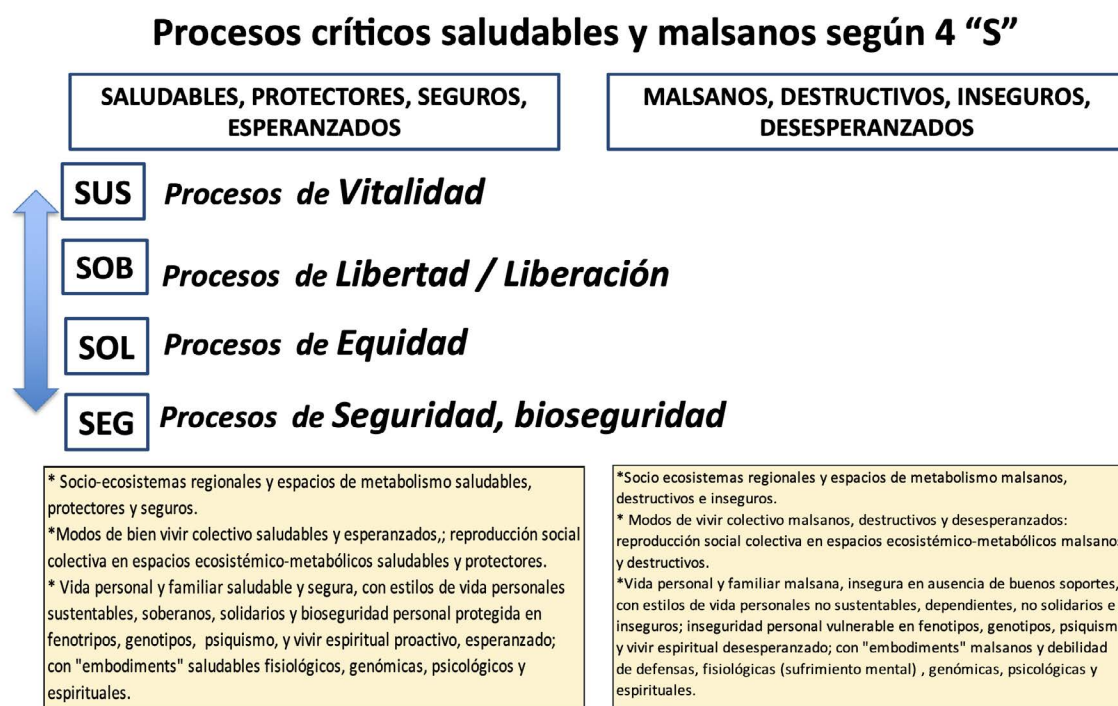 Procesos críticos saludables y malsanos según 4 “S”
SALUDABLES, PROTECTORES, SEGUROS,
ESPERANZADOS
MALSANOS, DESTRUCTIVOS, INSEGUROS,
DESESPERANZADOS
SUS Procesos de Vitalidad
SOB Procesos de Libertad / Liberación
SOL Procesos de Equidad
SEG Procesos de Seguridad, bioseguridad
* Socio-ecosistemas regionales y espacios de metabolismo saludables,
protectores y seguros.
*Modos de bien vivir colectivo saludables y esperanzados,; reproducción social
colectiva en espacios ecosistémico-metabólicos saludables y protectores.
* Vida personal y familiar saludable y segura, con estilos de vida personales
sustentables, soberanos, solidarios y bioseguridad personal protegida en
fenotripos, genotipos, psiquismo, y vivir espiritual proactivo, esperanzado;
con "embodiments" saludables fisiológicos, genómicos, psicológicos y
espirituales.
*Socio ecosistemas regionales y espacios de metabolismo malsanos,
destructivos e inseguros.
* Modos de vivir colectivo malsanos, destructivos y desesperanzados:
reproducción social colectiva en espacios ecosistémico-metabólicos malsanos
y destructivos.
*Vida personal y familiar malsana, insegura en ausencia de buenos soportes,
con estilos de vida personales no sustentables, dependientes, no solidarios e
inseguros; inseguridad personal vulnerable en fenotipos, genotipos, psiquism
y vivir espiritual desesperanzado; con "embodiments" malsanos y debilidad
de defensas, fisiológicas (sufrimiento mental) , genómicas, psicológicas y
espirituales.